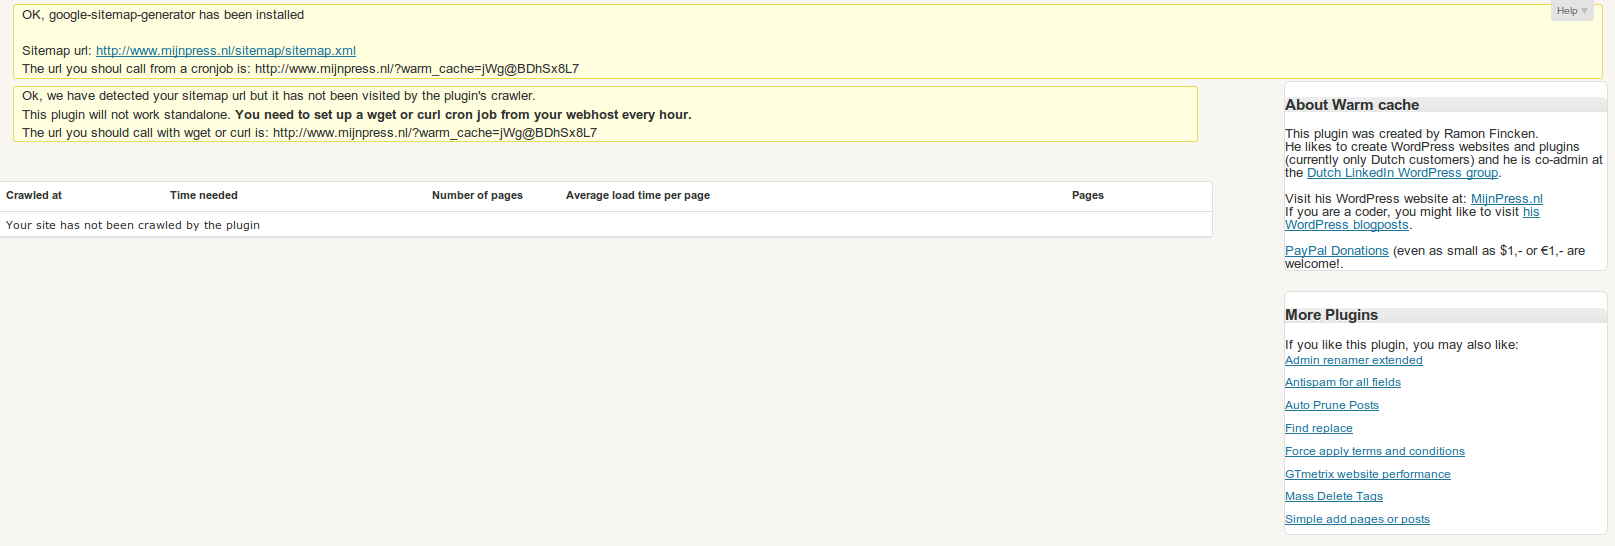 Help ▼
OK, google-sitemap-generator has been installed
Sitemap url: http://www.mijnpress.nl/sitemap/sitemap.xml
The url you shoul call from a cronjob is: http://www.mijnpress.nl/?warm_cache=jWg@BDhSx8L7
Ok, we have detected your sitemap url but it has not been visited by the plugin's crawler.
This plugin will not work standalone. You need to set up a wget or curl cron job from your webhost every hour.
The url you should call with wget or curl is: http://www.mijnpress.nl/?warm_cache=jWg@BDhSx8L7
Crawled at Time needed Number of pages Average load time per page Pages
Your site has not been crawled by the plugin
About Warm cache
This plugin was created by Ramon Fincken.
He likes to create WordPress websites and plugins
(currently only Dutch customers) and he is co-admin at
the Dutch LinkedIn WordPress group.
Visit his WordPress website at: MijnPress.nl
If you are a coder, you might like to visit his
WordPress blogposts.
PayPal Donations (even as small as $1,- or €1,- are
welcome!.
More Plugins
If you like this plugin, you may also like:
Admin renamer extended
Antispam for all fields
Auto Prune Posts
Find replace
Force apply terms and conditions
GTmetrix website performance
Mass Delete Tags
Simple add pages or posts